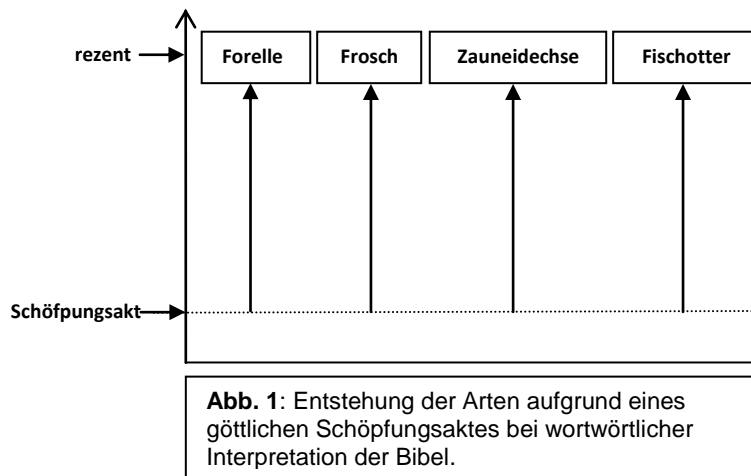 rezent
Forelle
Frosch
Zauneidechse
Fischotter
Schöfpungsakt
Abb. 1: Entstehung der Arten aufgrund eines
göttlichen Schöpfungsaktes bei wortwörtlicher
Interpretation der Bibel.